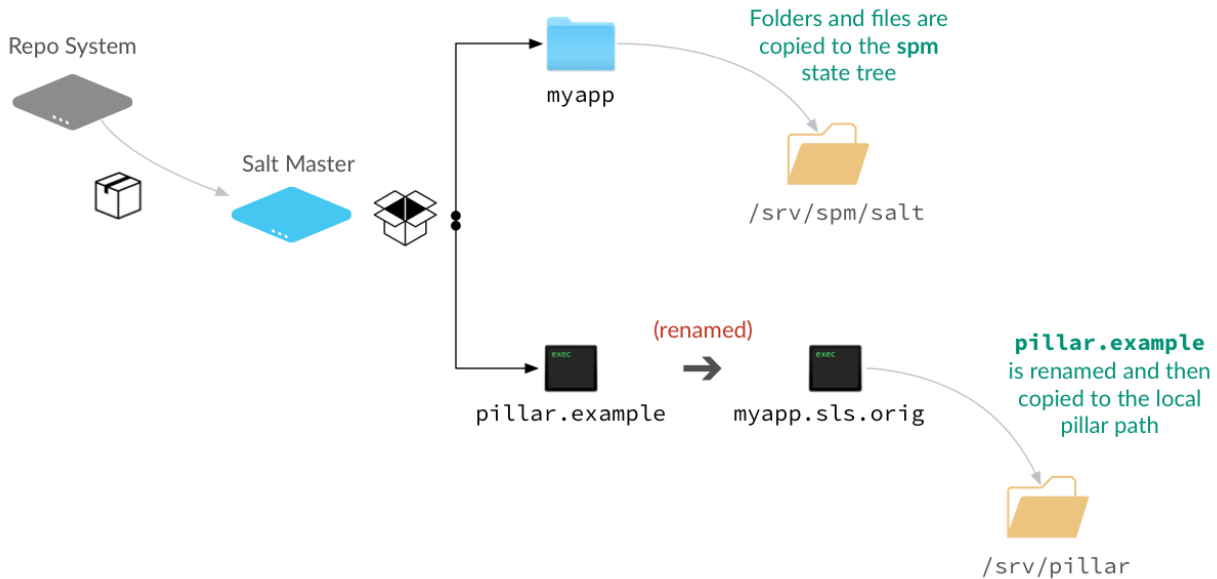 Repo System
Salt Master
myapp
Folders and files are
copied to the spm
state tree
/srv/spm/salt
exec
pillar.example
(renamed)
exec
myapp.sls.orig
pillar.example
is renamed and then
copied to the local
pillar path
/srv/pillar